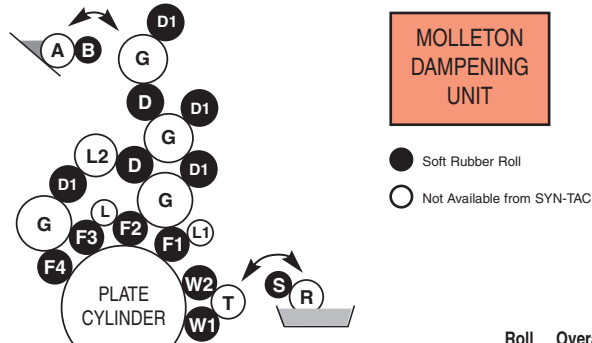 D1
A B
G
MOLLETON
DAMPENING
UNIT
D
D1
G
Soft Rubber Roll
L2
D
D1
D1
Not Available from SYN-TAC
G
L
G
F3
F2
F1
L1
F4
W2
S
R
T
PLATE
CYLINDER
W1
Roll